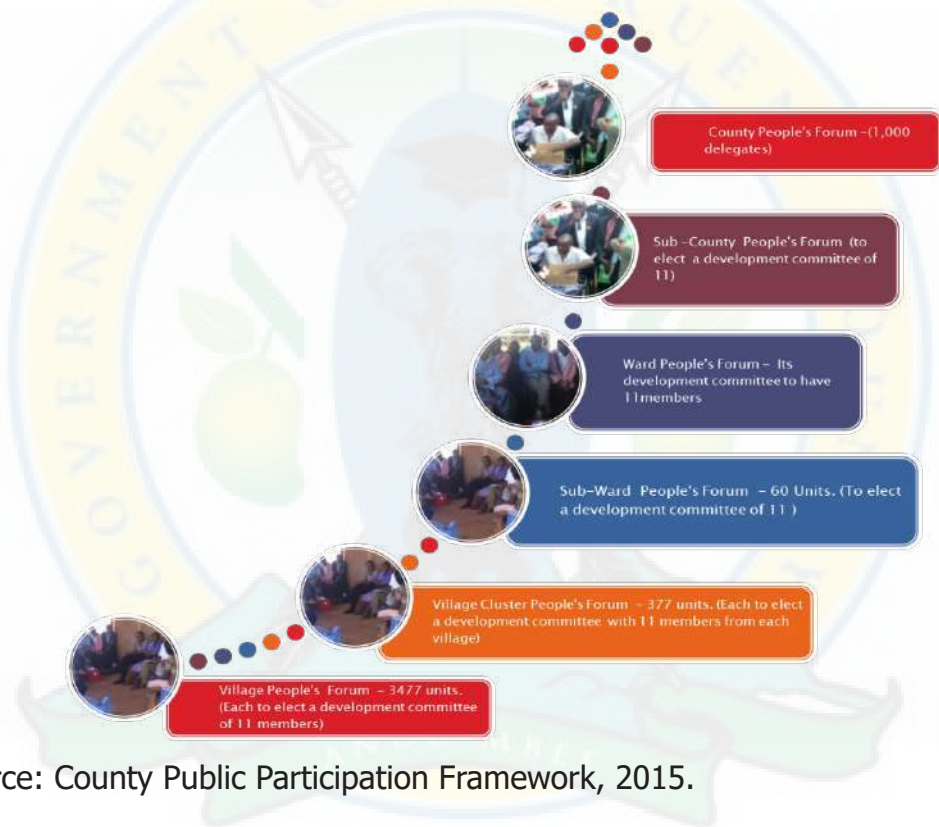 County People's Forum –(1,000
delegates)
Sub –County People's Forum (to
elect a development committee of
11)
Ward People's Forum – Its
development committee to have
11members
Sub–Ward People's Forum – 60 Units. (To elect
a development committee of 11 )
Village Cluster People's Forum – 377 units. (Each to elect
a development committee with 11 members from each
village)
Village People's Forum – 3477 units.
(Each to elect a development committee
of 11 members)
rce: County Public Participation Framework, 2015.
GOVERNMENT